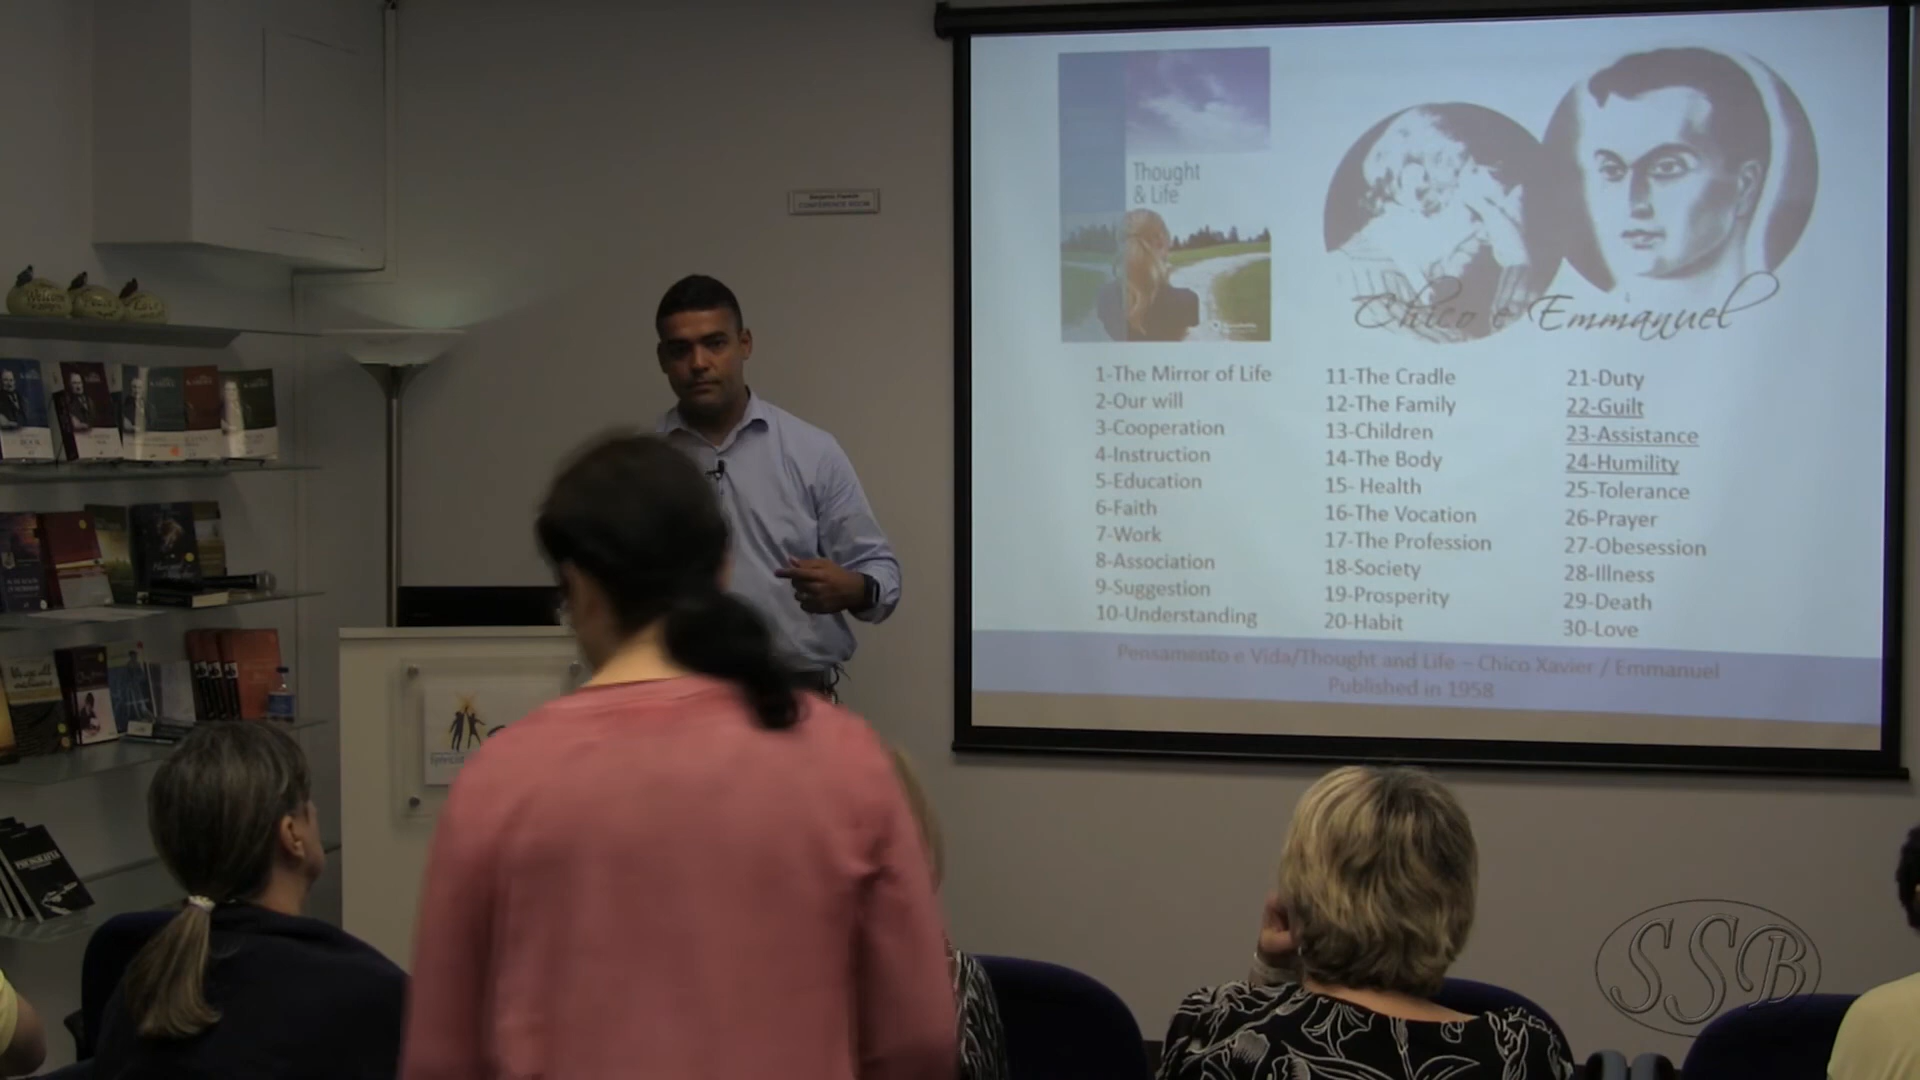 CONFERENCE ROOM
Welcome
Thought
& Life
Chico e Emmanuel
1-The Mirror of Life
2-Our will
3-Cooperation
4-Instruction
5-Education
6-Faith
7-Work
8-Association
9-Suggestion
10-Understanding
11-The Cradle
12-The Family
13-Children
14-The Body
15- Health
16-The Vocation
17-The Profession
18-Society
19-Prosperity
20-Habit
21-Duty
22-Guilt
23-Assistance
24-Humility
25-Tolerance
26-Prayer
27-Obesession
28-Illness
29-Death
30-Love
Pensamento e Vida/Thought and Life – Chico Xavier / Emmanuel
Published in 1958
SSB